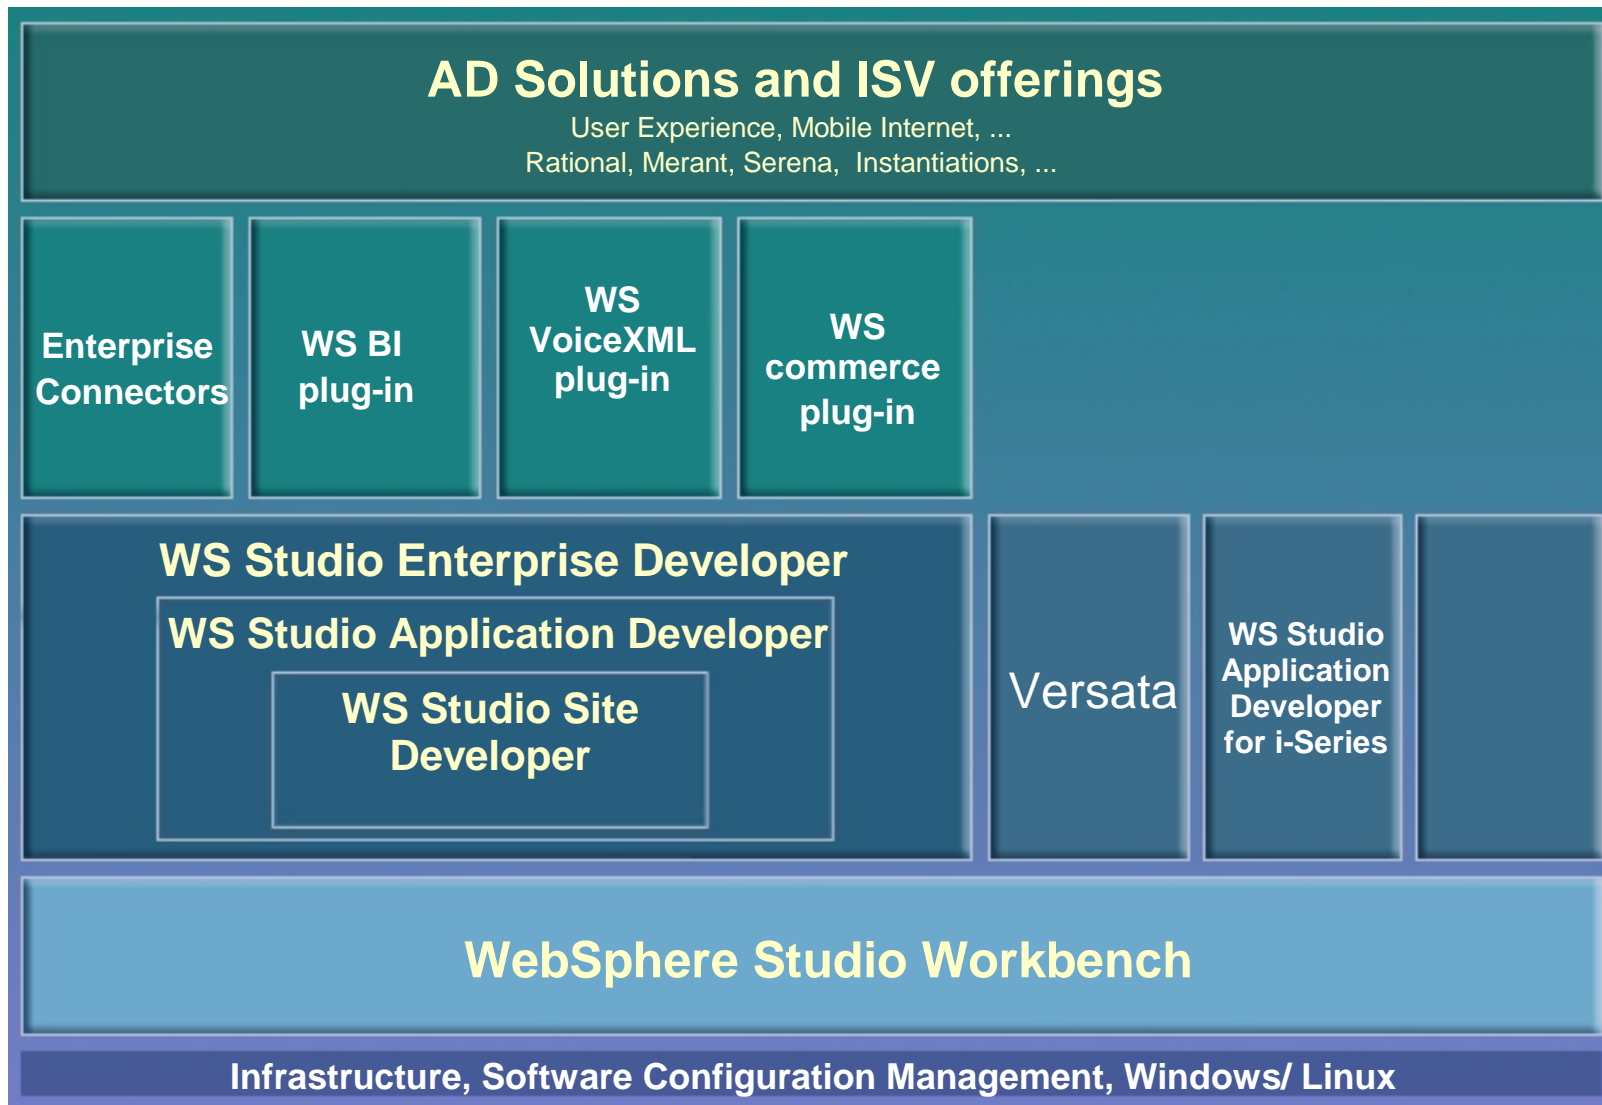 AD Solutions and ISV offerings
User Experience, Mobile Internet, ...
Rational, Merant, Serena, Instantiations, ...
Enterprise
Connectors
WS BI
plug-in
WS
VoiceXML
plug-in
WS
commerce
plug-in
WS Studio Enterprise Developer
WS Studio Application Developer
WS Studio Site
Developer
Versata
WS Studio
Application
Developer
for i-Series
WebSphere Studio Workbench
Infrastructure, Software Configuration Management, Windows/ Linux